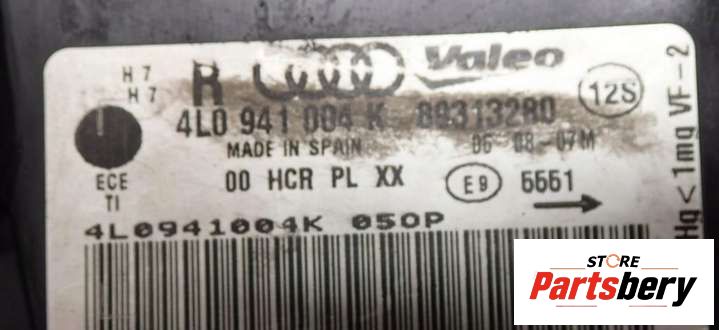 H7 R Valeo
H7
4L0 941 004 K 89313280 12S
MADE IN SPAIN 06-08-07M
ECE 00 HCR PL XX E9 5551
TI
4L0941004K 050P
Hg < 1mg VF-2
STORE
Partsbery